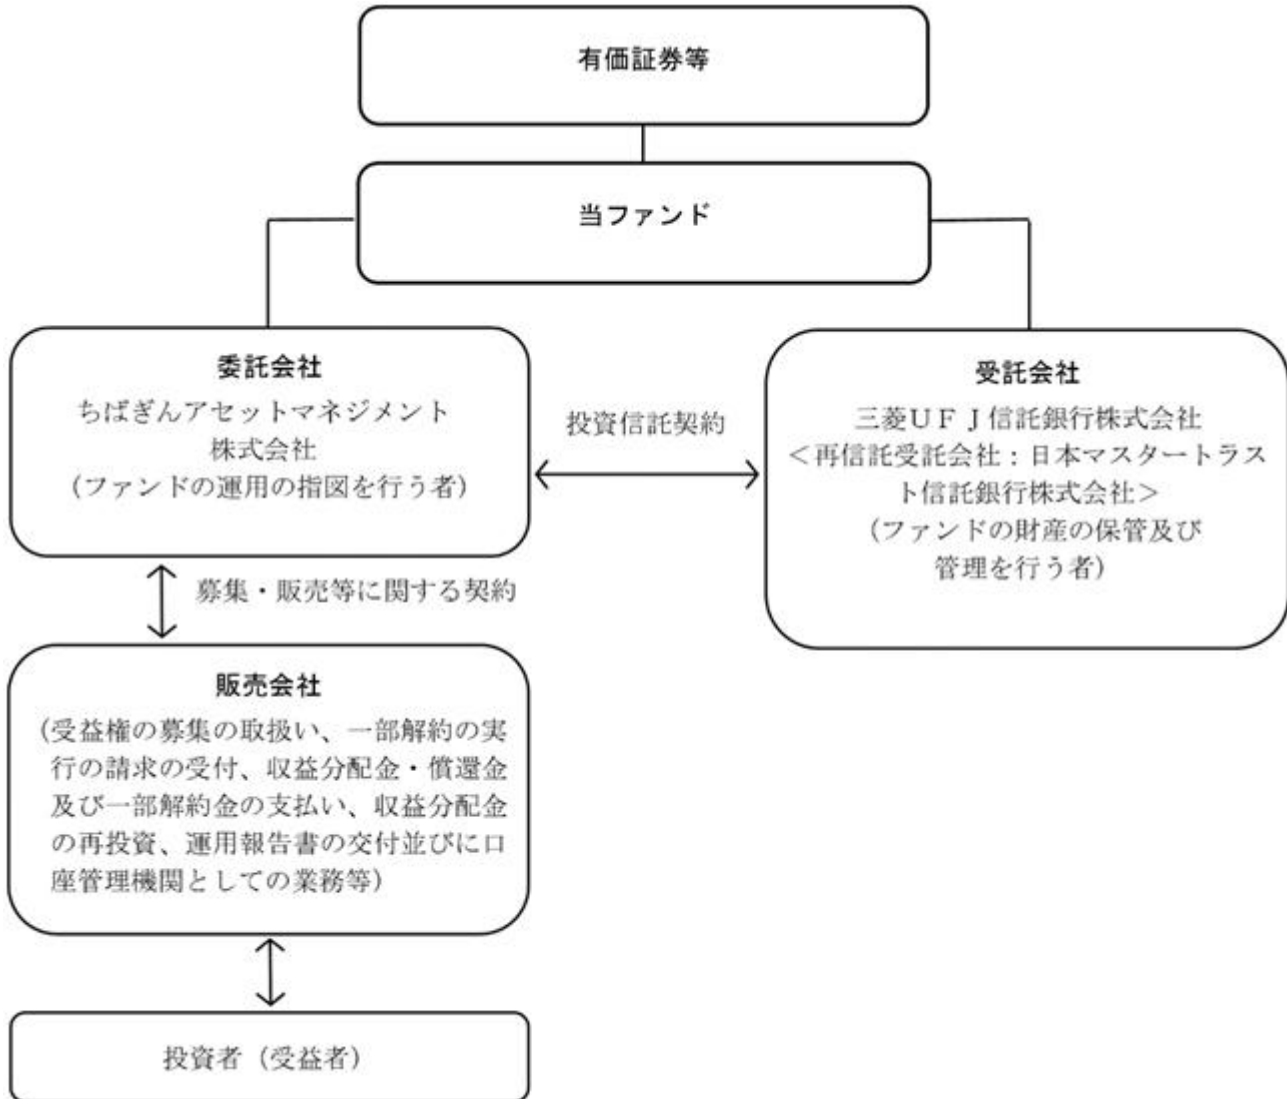 有価証券等
当ファンド
委託会社
ちばぎんアセットマネジメント
株式会社
(ファンドの運用の指図を行う者)
投資信託契約
受託会社
三菱UFJ信託銀行株式会社
<再信託受託会社:日本マスタートラス
ト信託銀行株式会社>
(ファンドの財産の保管及び
管理を行う者)
募集・販売等に関する契約
販売会社
(受益権の募集の取扱い、一部解約の実
行の請求の受付、収益分配金・償還金
及び一部解約金の支払い、収益分配金
の再投資、運用報告書の交付並びに口
座管理機関としての業務等)
投資者(受益者)